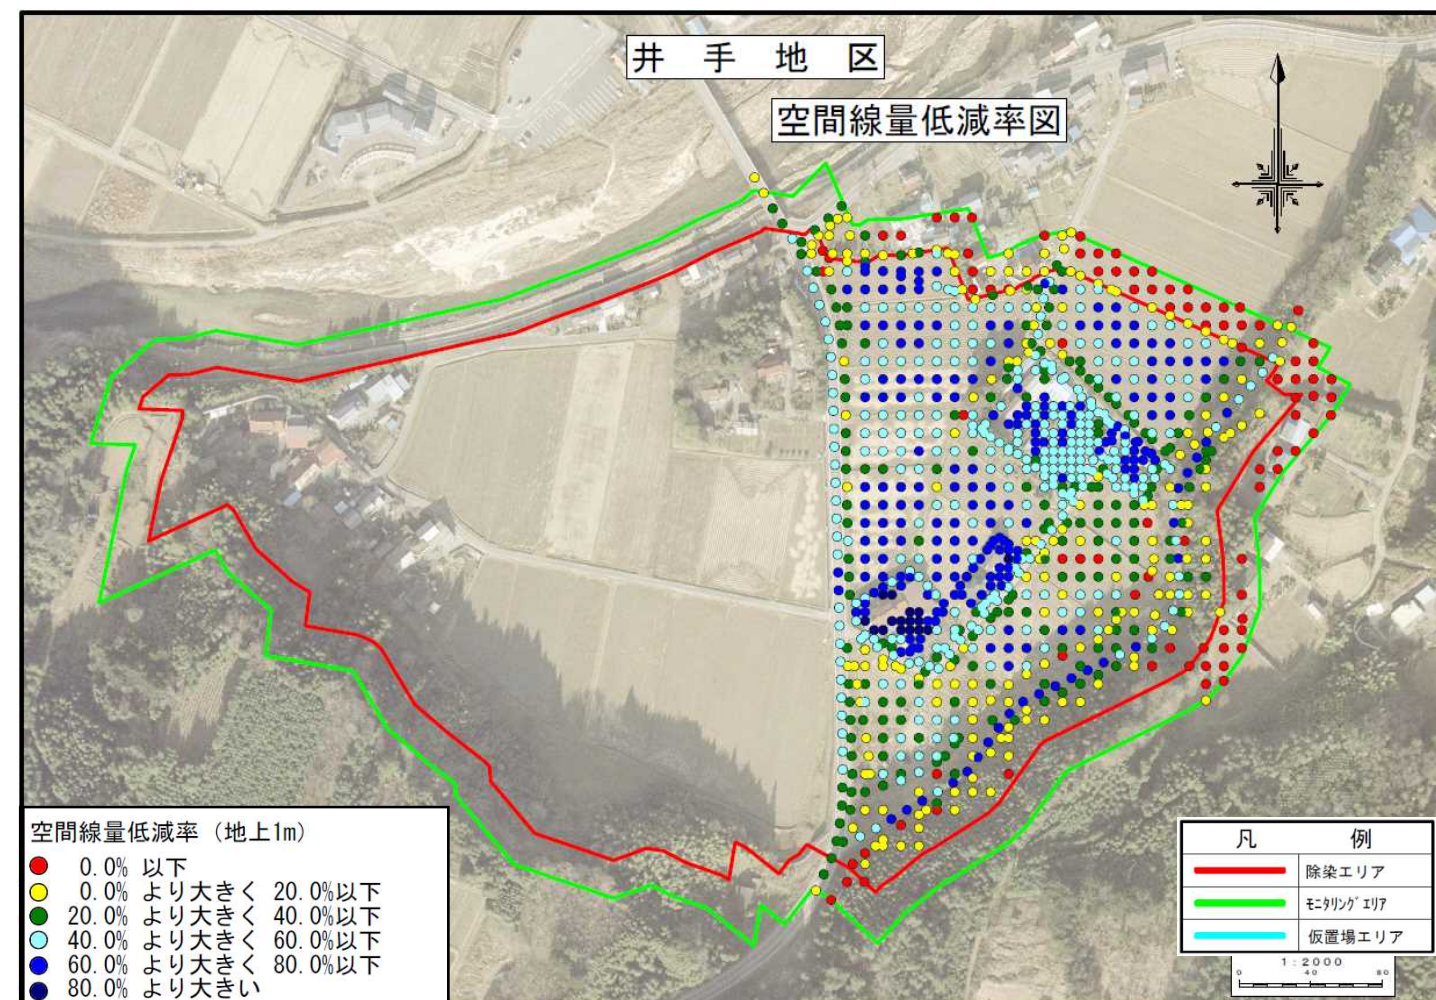 井手地区
空間線量低減率図
空間線量低減率（地上1m）
0.0% 以下
0.0% より大きく 20.0%以下
20.0% より大きく 40.0%以下
40.0% より大きく 60.0%以下
60.0% より大きく 80.0%以下
80.0% より大きい
凡例
除染エリア
ﾓﾆﾀﾘﾝｸﾞｴﾘｱ
仮置場エリア
1:2000
0 40 80